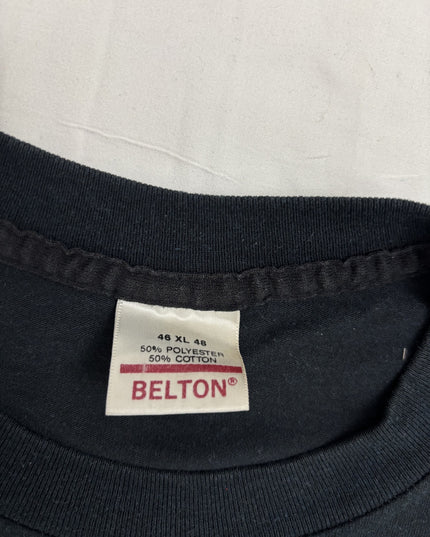 46 XL 48
50% POLYESTER
50% COTTON
BELTON®